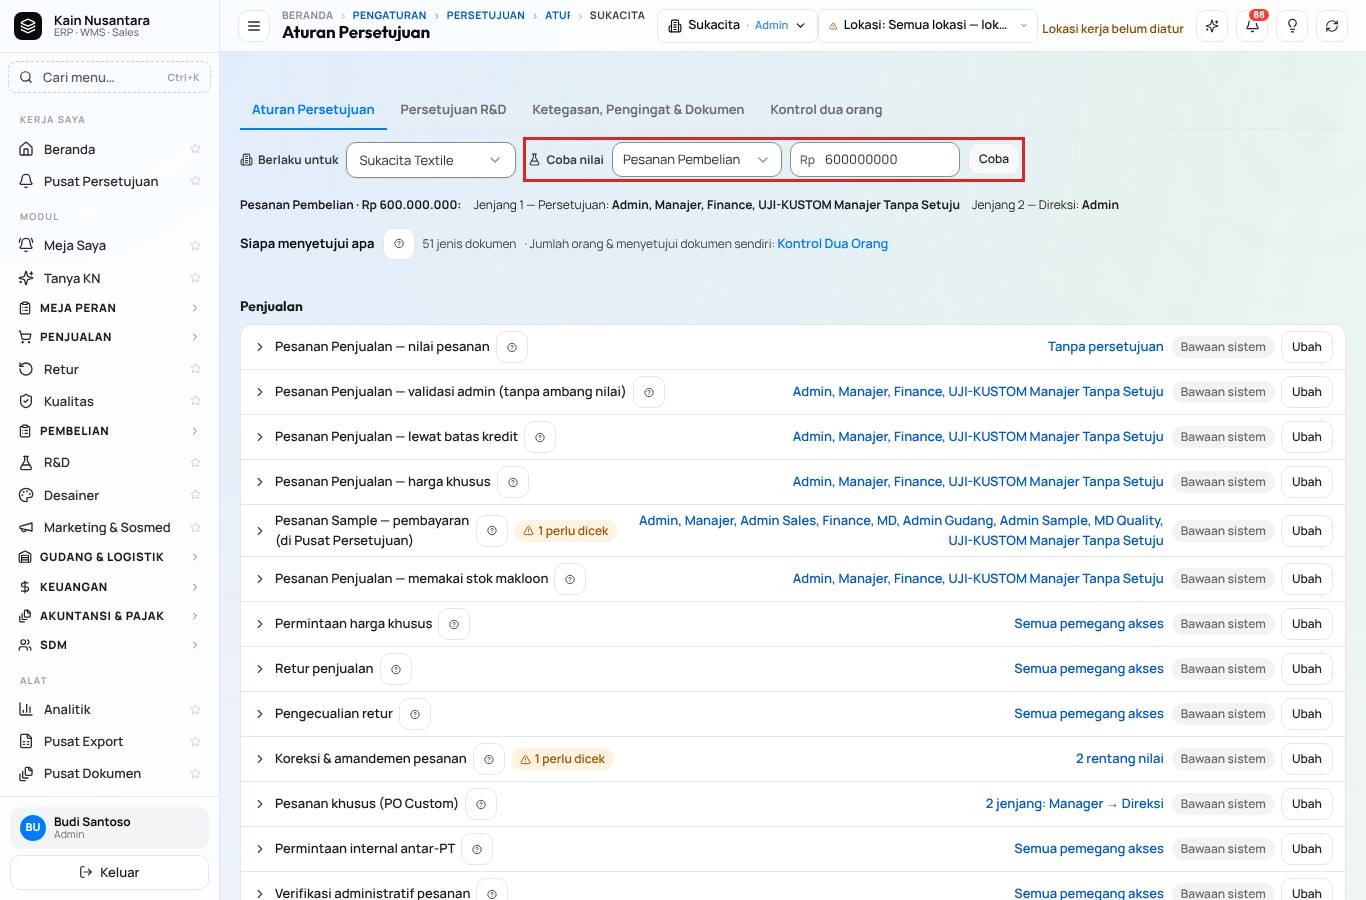 Kain Nusantara
ERP · WMS · Sales
Cari menu... Ctrl+K
KERJA SAYA
Beranda
Pusat Persetujuan
MODUL
Meja Saya
Tanya KN
MEJA PERAN
PENJUALAN
Retur
Kualitas
PEMBELIAN
R&D
Desainer
Marketing & Sosmed
GUDANG & LOGISTIK
KEUANGAN
AKUNTANSI & PAJAK
SDM
ALAT
Analitik
Pusat Export
Pusat Dokumen
BU Budi Santoso
Admin
Keluar
BERANDA > PENGATURAN > PERSETUJUAN > ATUR > SUKACITA
Aturan Persetujuan
Sukacita · Admin
Lokasi: Semua lokasi — lok...
Lokasi kerja belum diatur
88
Aturan Persetujuan Persetujuan R&D Ketegasan, Pengingat & Dokumen Kontrol dua orang
Berlaku untuk Sukacita Textile Coba nilai Pesanan Pembelian Rp 600000000 Coba
Pesanan Pembelian · Rp 600.000.000: Jenjang 1 — Persetujuan: Admin, Manajer, Finance, UJI-KUSTOM Manajer Tanpa Setuju Jenjang 2 — Direksi: Admin
Siapa menyetujui apa 51 jenis dokumen · Jumlah orang & menyetujui dokumen sendiri: Kontrol Dua Orang
Penjualan
Pesanan Penjualan — nilai pesanan Tanpa persetujuan Bawaan sistem Ubah
Pesanan Penjualan — validasi admin (tanpa ambang nilai) Admin, Manajer, Finance, UJI-KUSTOM Manajer Tanpa Setuju Bawaan sistem Ubah
Pesanan Penjualan — lewat batas kredit Admin, Manajer, Finance, UJI-KUSTOM Manajer Tanpa Setuju Bawaan sistem Ubah
Pesanan Penjualan — harga khusus Admin, Manajer, Finance, UJI-KUSTOM Manajer Tanpa Setuju Bawaan sistem Ubah
Pesanan Sample — pembayaran (di Pusat Persetujuan) 1 perlu dicek Admin, Manajer, Admin Sales, Finance, MD, Admin Gudang, Admin Sample, MD Quality, UJI-KUSTOM Manajer Tanpa Setuju Bawaan sistem Ubah
Pesanan Penjualan — memakai stok makloon Admin, Manajer, Finance, UJI-KUSTOM Manajer Tanpa Setuju Bawaan sistem Ubah
Permintaan harga khusus Semua pemegang akses Bawaan sistem Ubah
Retur penjualan Semua pemegang akses Bawaan sistem Ubah
Pengecualian retur Semua pemegang akses Bawaan sistem Ubah
Koreksi & amandemen pesanan 1 perlu dicek 2 rentang nilai Bawaan sistem Ubah
Pesanan khusus (PO Custom) 2 jenjang: Manager → Direksi Bawaan sistem Ubah
Permintaan internal antar-PT Semua pemegang akses Bawaan sistem Ubah
Verifikasi administratif pesanan Semua pemegang akses Bawaan sistem Ubah